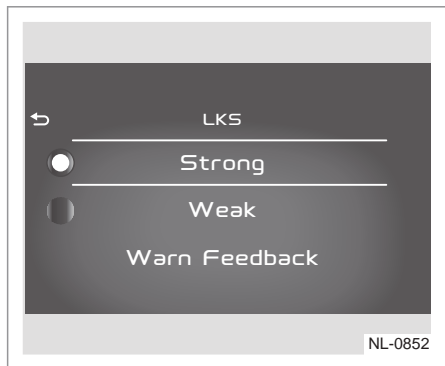 LKS
Strong
Weak
Warn Feedback
NL-0852